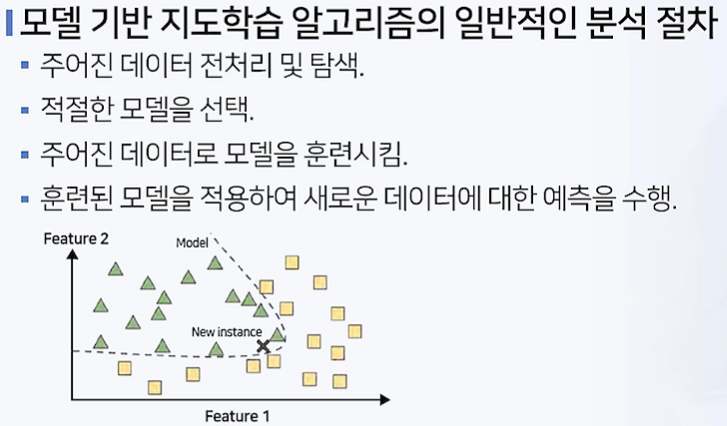 모델 기반 지도학습 알고리즘의 일반적인 분석 절차
주어진 데이터 전처리 및 탐색.
적절한 모델을 선택.
주어진 데이터로 모델을 훈련시킴.
훈련된 모델을 적용하여 새로운 데이터에 대한 예측을 수행.
Feature 2
Model
New instance
Feature 1